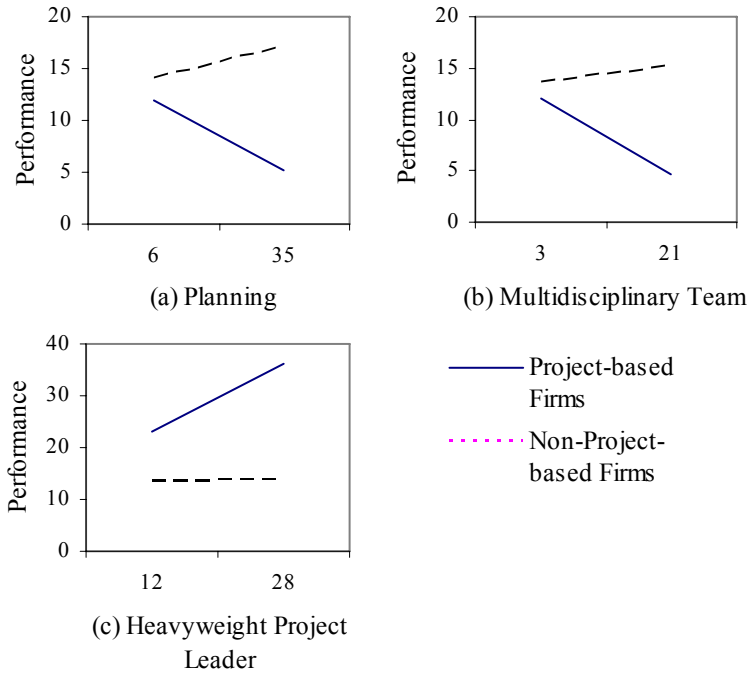 20
15
10
5
0
Performance
6 35
(a) Planning
20
15
10
5
0
Performance
3 21
(b) Multidisciplinary Team
40
30
20
10
0
Performance
12 28
(c) Heavyweight Project
Leader
Project-based
Firms
Non-Project-
based Firms